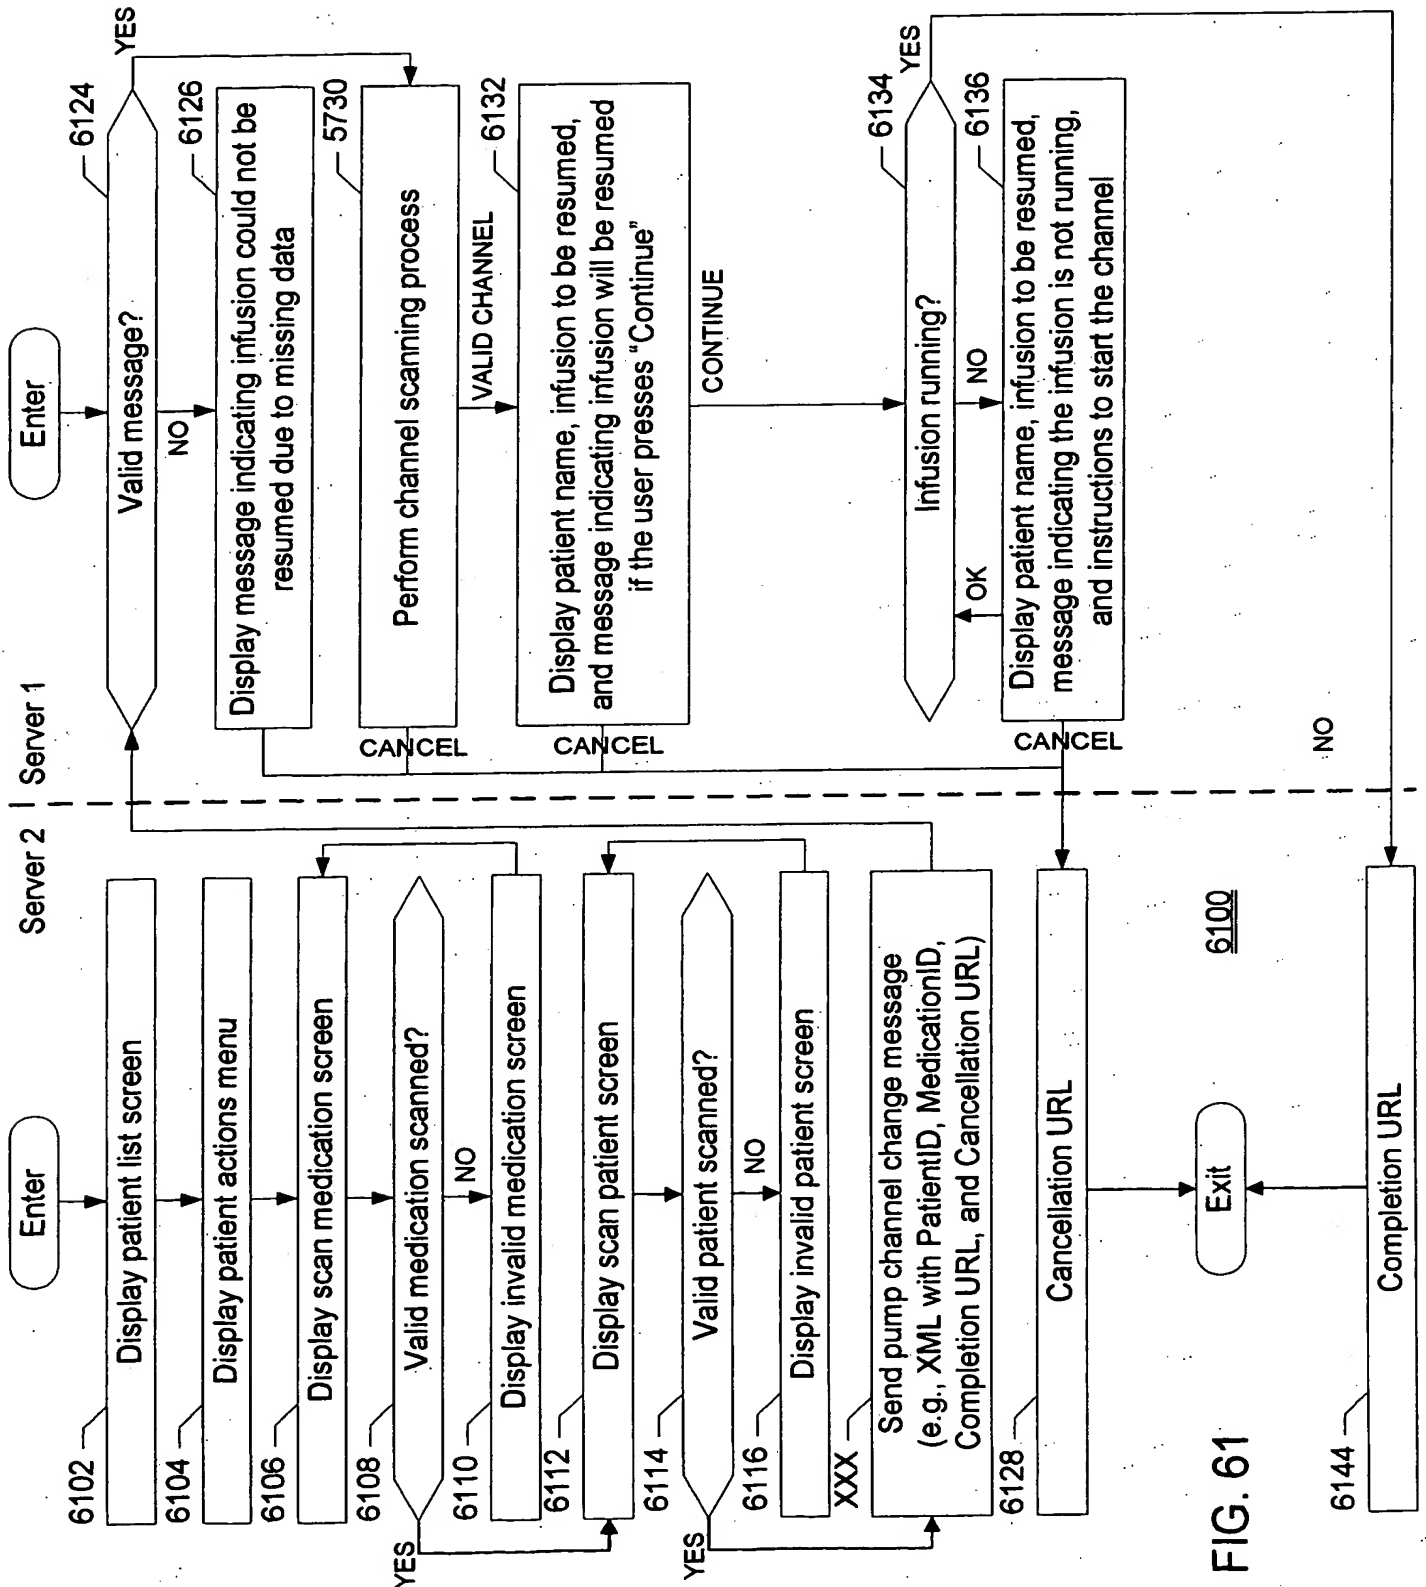 Server 2
Server 1
Enter
6102
Display patient list screen
6104
Display patient actions menu
6106
Display scan medication screen
6108
Valid medication scanned?
YES
NO
6110
Display invalid medication screen
6112
Display scan patient screen
6114
Valid patient scanned?
YES
NO
6116
Display invalid patient screen
XXX
Send pump channel change message
(e.g., XML with PatientID, MedicationID,
Completion URL, and Cancellation URL)
6128
Cancellation URL
Exit
6100
6144
Completion URL
FIG. 61
Enter
6124
Valid message?
YES
NO
6126
Display message indicating infusion could not be
resumed due to missing data
5730
Perform channel scanning process
CANCEL
VALID CHANNEL
6132
Display patient name, infusion to be resumed,
and message indicating infusion will be resumed
if the user presses “Continue”
CANCEL
CONTINUE
6134
Infusion running?
YES
NO
OK
6136
Display patient name, infusion to be resumed,
message indicating the infusion is not running,
and instructions to start the channel
CANCEL
NO